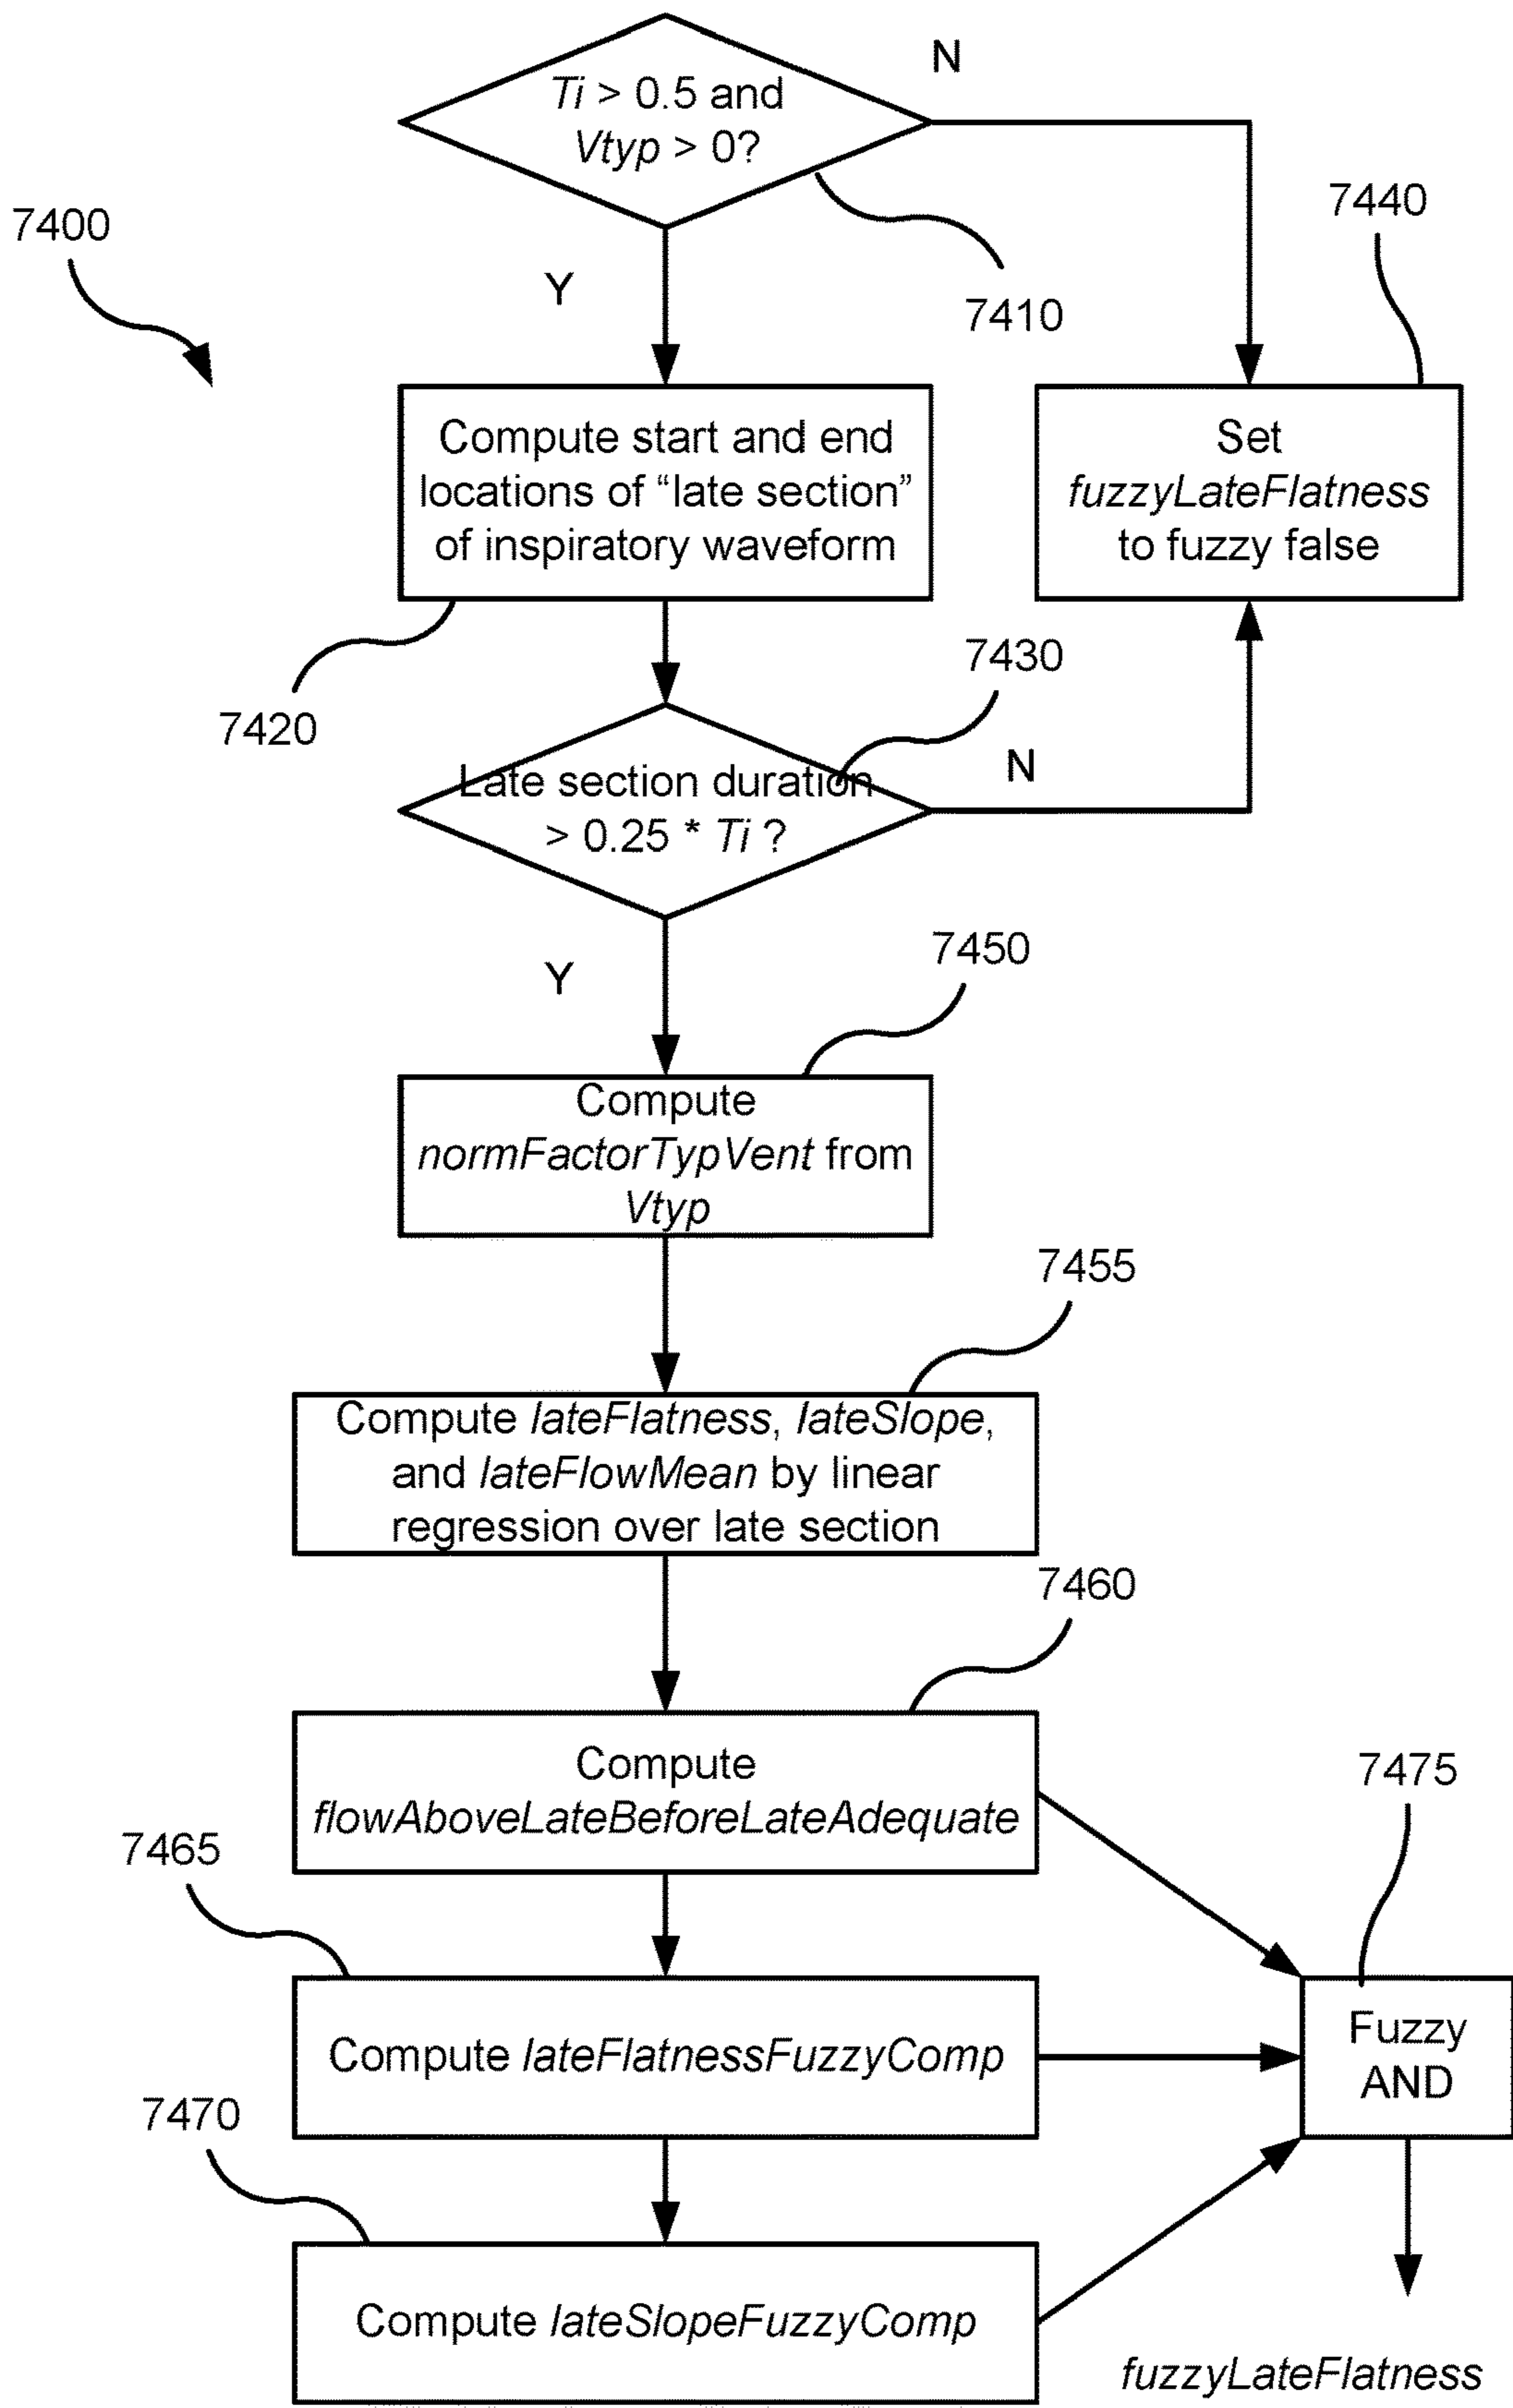 Ti > 0.5 and
Vtyp > 0?
N
7400
7440
Y
7410
Compute start and end
locations of “late section”
of inspiratory waveform
Set
fuzzyLateFlatness
to fuzzy false
7430
7420
Late section duration
> 0.25 * Ti ?
N
7450
Y
Compute
normFactorTypVent from
Vtyp
7455
Compute lateFlatness, lateSlope,
and lateFlowMean by linear
regression over late section
7460
Compute
flowAboveLateBeforeLateAdequate
7475
7465
Compute lateFlatnessFuzzyComp
Fuzzy
AND
7470
Compute lateSlopeFuzzyComp
fuzzyLateFlatness